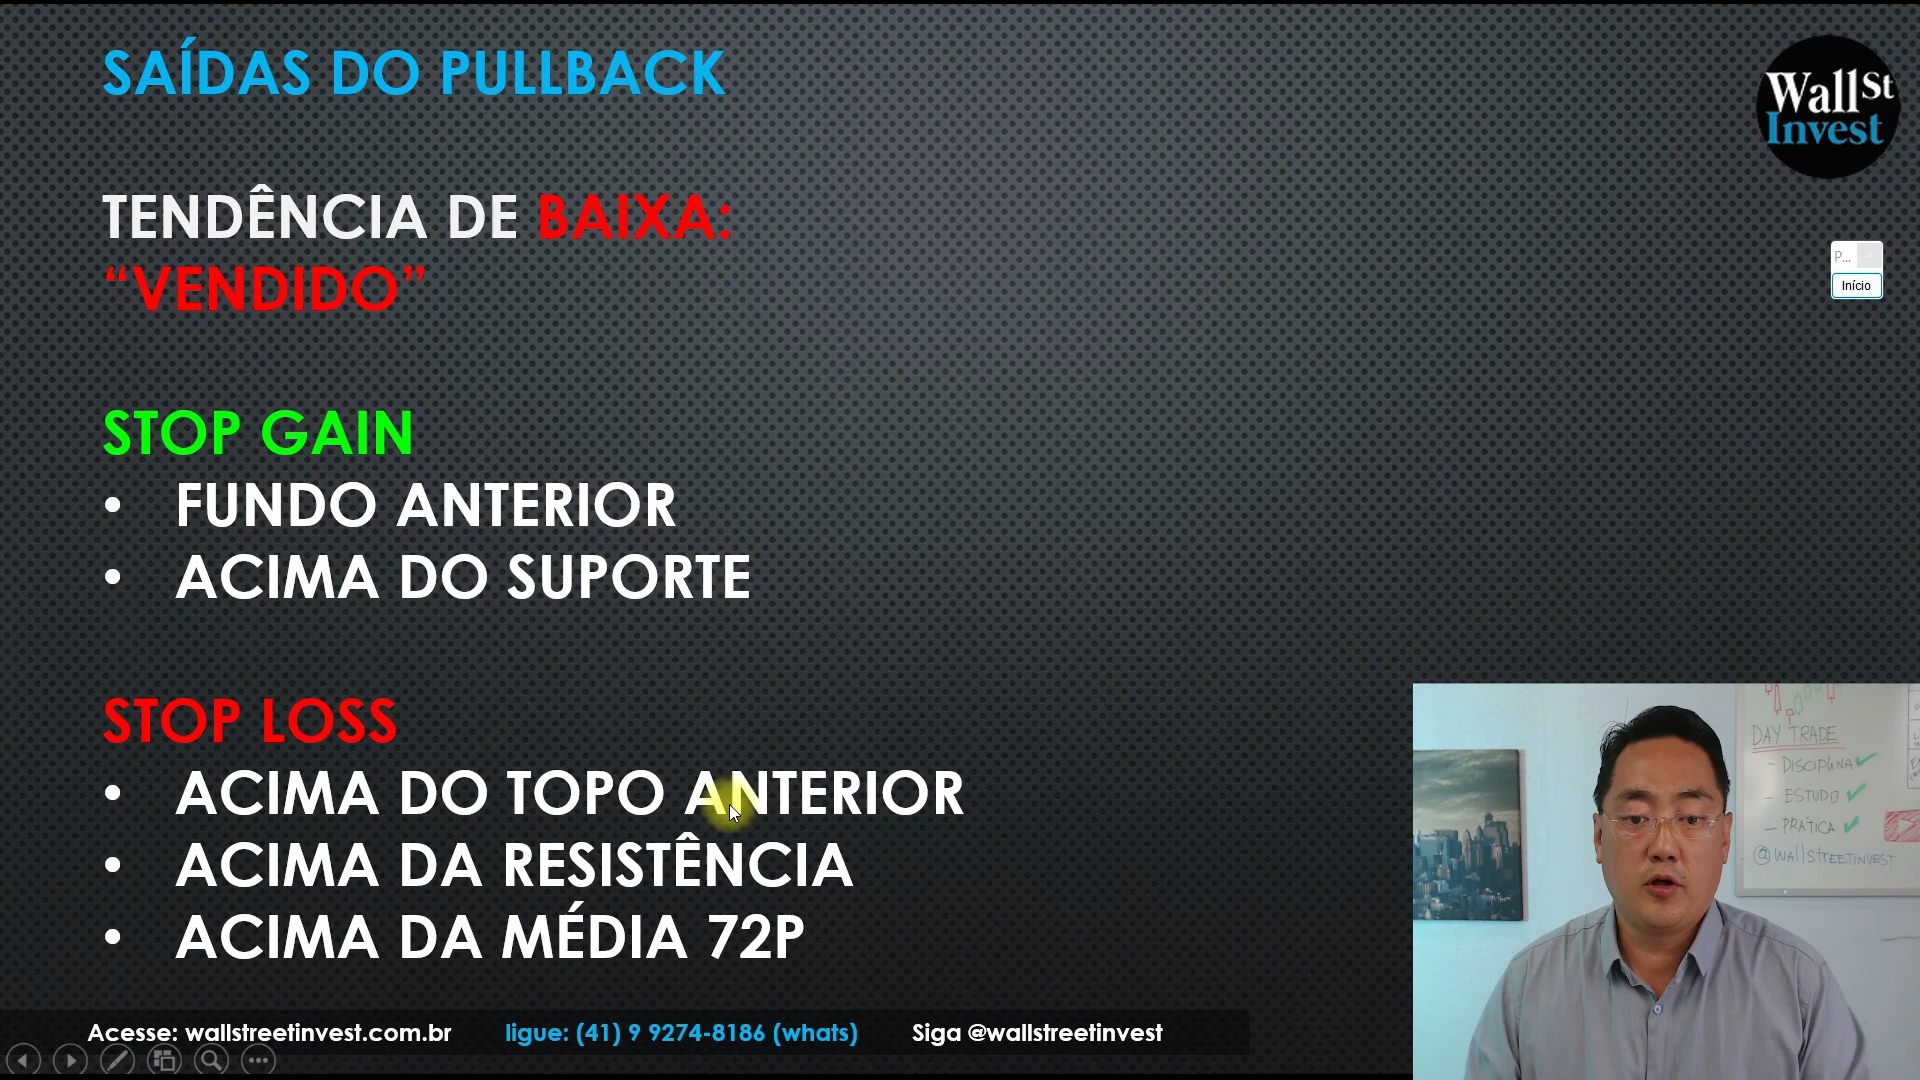 SAÍDAS DO PULLBACK
WallSt
Invest
TENDÊNCIA DE BAIXA:
“VENDIDO”
P...
Início
STOP GAIN
• FUNDO ANTERIOR
• ACIMA DO SUPORTE
STOP LOSS
• ACIMA DO TOPO ANTERIOR
• ACIMA DA RESISTÊNCIA
• ACIMA DA MÉDIA 72P
DAY TRADE
- DISCIPLINA ✓
- ESTUDO ✓
- PRÁTICA ✓
@wallstreetinvest
Acesse: wallstreetinvest.com.br ligue: (41) 9 9274-8186 (whats) Siga @wallstreetinvest